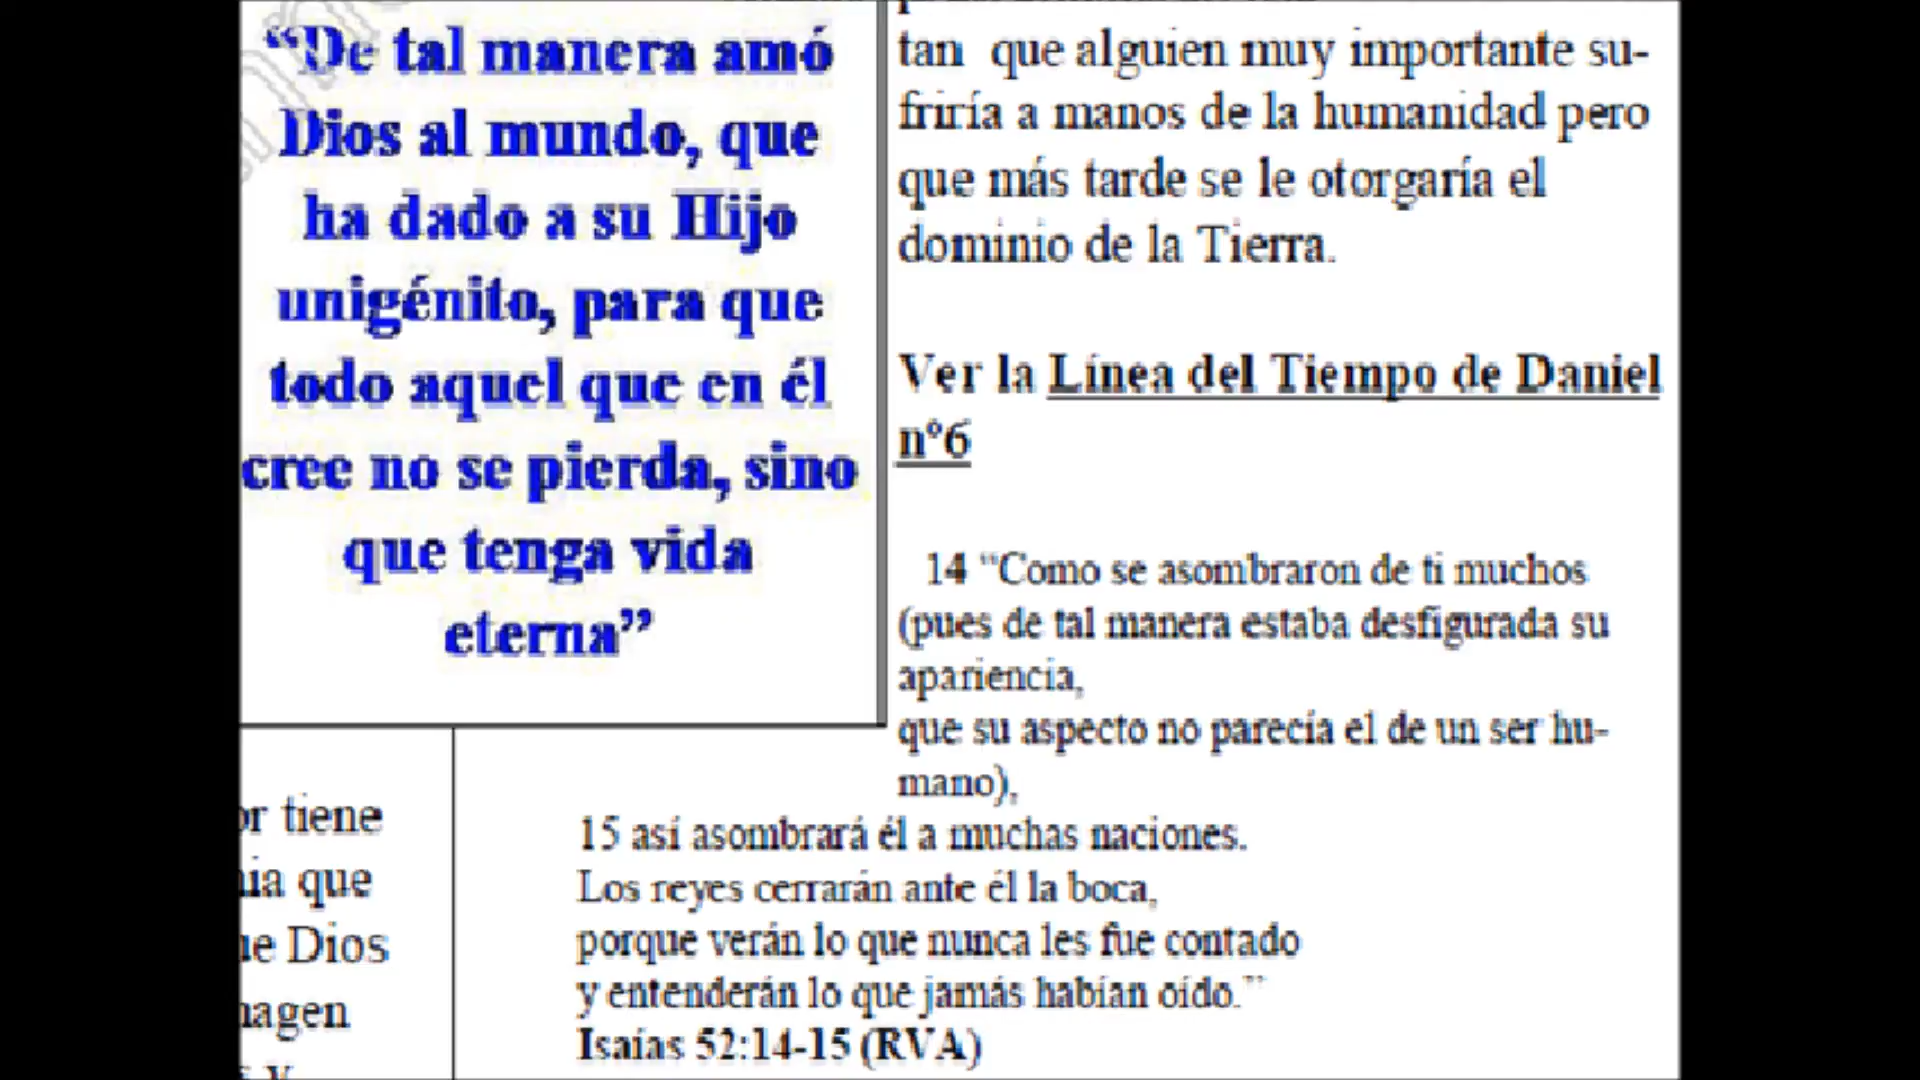 “De tal manera amó
Dios al mundo, que
ha dado a su Hijo
unigénito, para que
todo aquel que en él
cree no se pierda, sino
que tenga vida
eterna”
tan que alguien muy importante su-
friría a manos de la humanidad pero
que más tarde se le otorgaría el
dominio de la Tierra.
Ver la Línea del Tiempo de Daniel
nº6
14 “Como se asombraron de ti muchos
(pues de tal manera estaba desfigurada su
apariencia,
que su aspecto no parecía el de un ser hu-
mano),
15 así asombrará él a muchas naciones.
Los reyes cerrarán ante él la boca,
porque verán lo que nunca les fue contado
y entenderán lo que jamás habían oído.”
Isaías 52:14-15 (RVA)
tiene
que
Dios